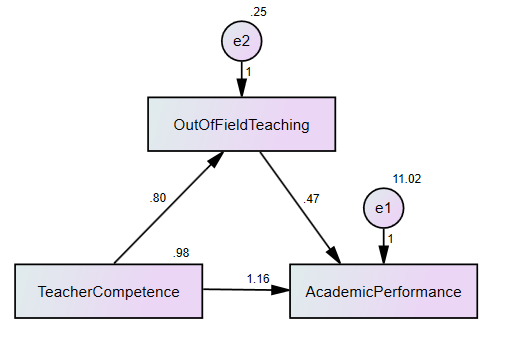 .25
e2
1
OutOfFieldTeaching
.80
.47
11.02
e1
1
.98
1.16
TeacherCompetence
AcademicPerformance